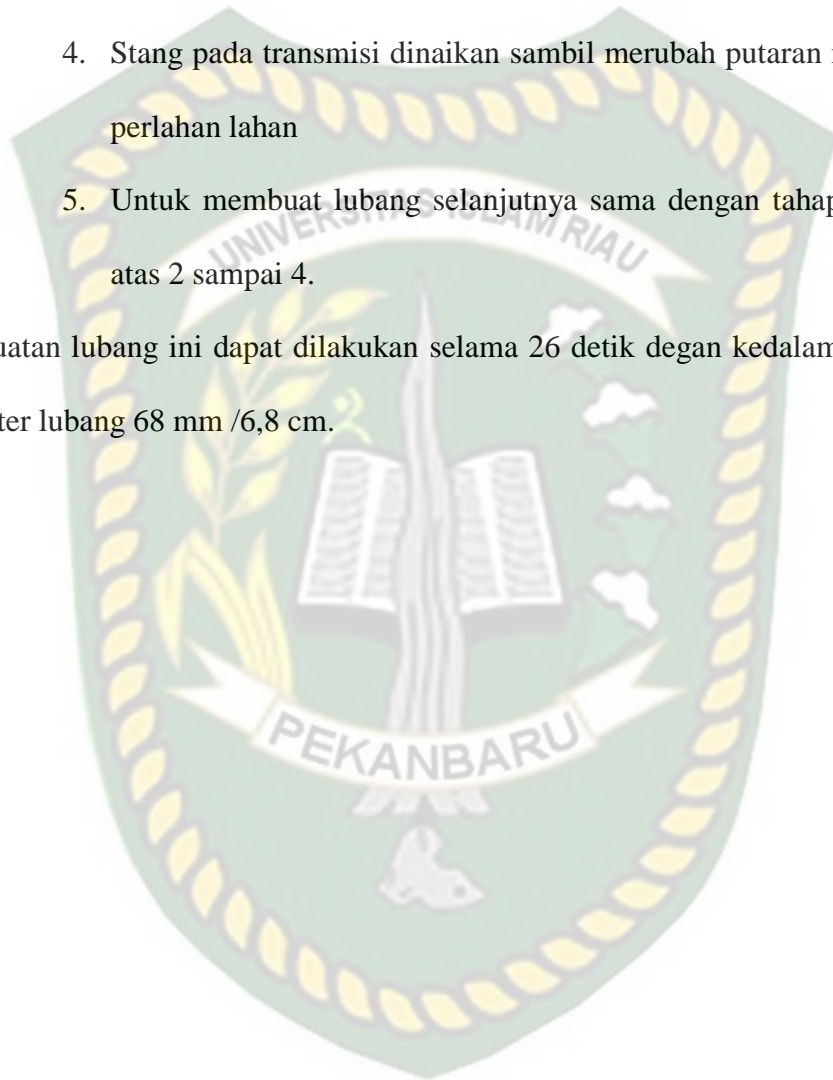 4. Stang pada transmisi dinaikan sambil merubah putaran
perlahan lahan
5. Untuk membuat lubang selanjutnya sama dengan tahap
atas 2 sampai 4.
uatan lubang ini dapat dilakukan selama 26 detik degan kedalam
ter lubang 68 mm /6,8 cm.
UNIVERSITAS ISLAM RIAU
PEKANBARU